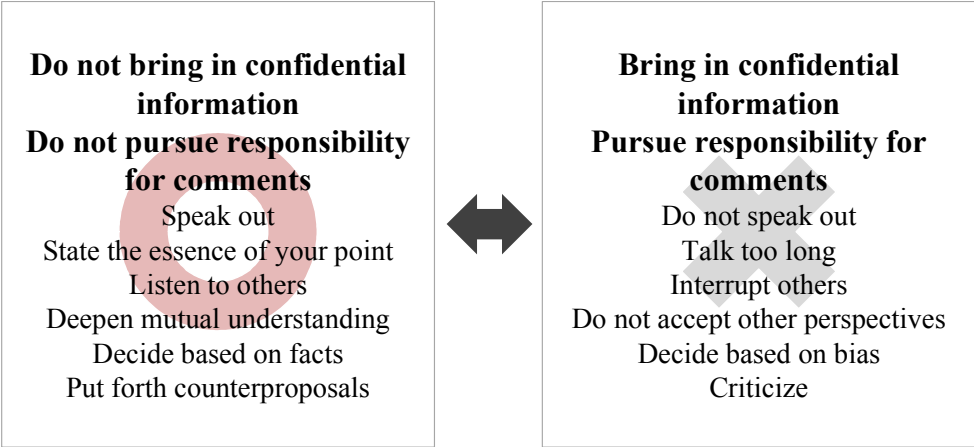 Do not bring in confidential
information
Do not pursue responsibility
for comments
Speak out
State the essence of your point
Listen to others
Deepen mutual understanding
Decide based on facts
Put forth counterproposals
Bring in confidential
information
Pursue responsibility for
comments
Do not speak out
Talk too long
Interrupt others
Do not accept other perspectives
Decide based on bias
Criticize